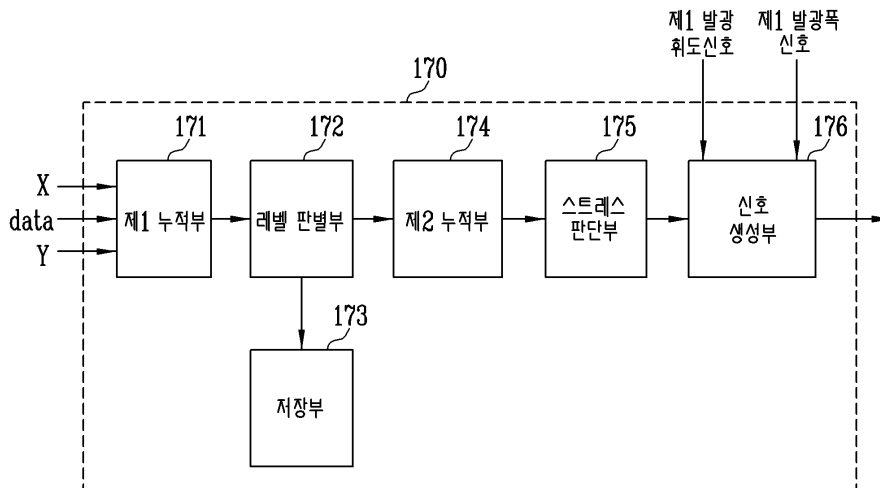 제1 발광
휘도신호
제1 발광폭
신호
170
171
172
174
175
176
X
data
Y
제1 누적부
레벨 판별부
제2 누적부
스트레스
판단부
신호
생성부
173
저장부